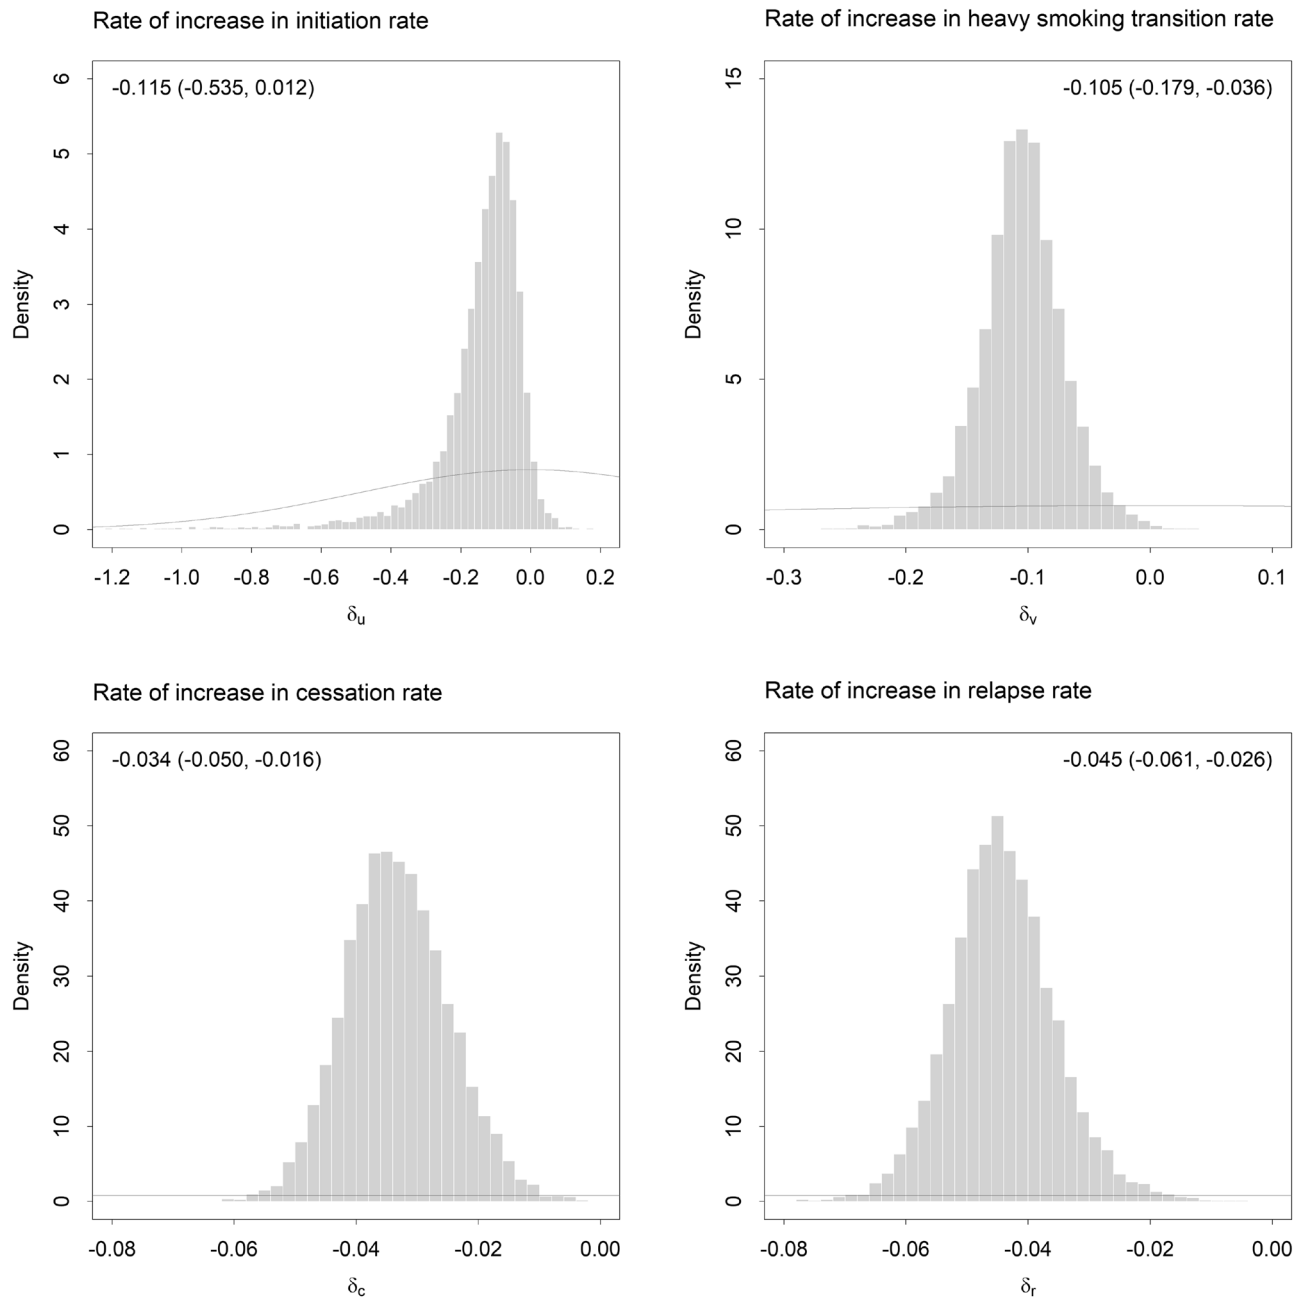 Rate of increase in initiation rate
-0.115 (-0.535, 0.012)
Density
6
5
4
3
2
1
0
-1.2 -1.0 -0.8 -0.6 -0.4 -0.2 0.0 0.2
δu
Rate of increase in heavy smoking transition rate
-0.105 (-0.179, -0.036)
Density
15
10
5
0
-0.3 -0.2 -0.1 0.0 0.1
δv
Rate of increase in cessation rate
-0.034 (-0.050, -0.016)
Density
60
50
40
30
20
10
0
-0.08 -0.06 -0.04 -0.02 0.00
δc
Rate of increase in relapse rate
-0.045 (-0.061, -0.026)
Density
60
50
40
30
20
10
0
-0.08 -0.06 -0.04 -0.02 0.00
δr